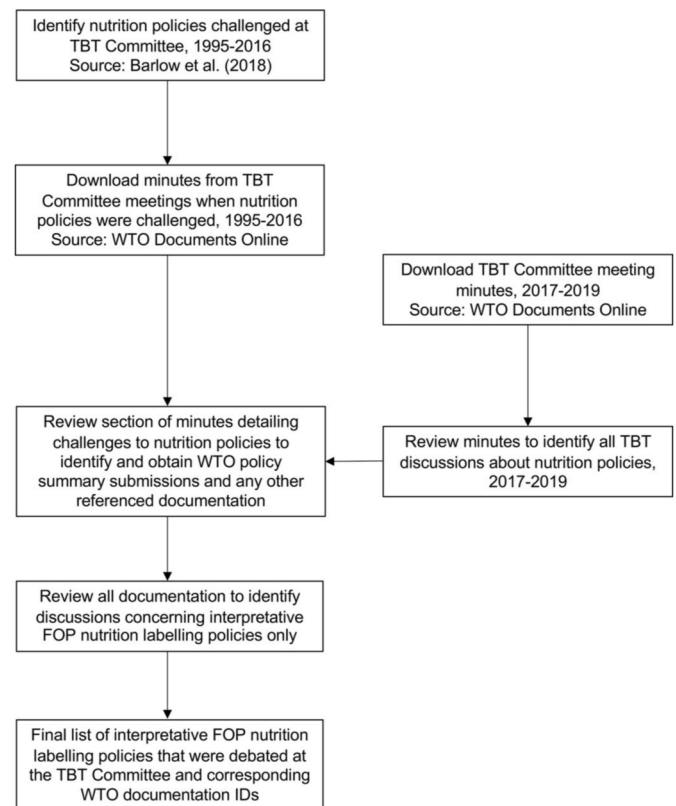 Identify nutrition policies challenged at
TBT Committee, 1995-2016
Source: Barlow et al. (2018)
Download minutes from TBT
Committee meetings when nutrition
policies were challenged, 1995-2016
Source: WTO Documents Online
Download TBT Committee meeting
minutes, 2017-2019
Source: WTO Documents Online
Review section of minutes detailing
challenges to nutrition policies to
identify and obtain WTO policy
summary submissions and any other
referenced documentation
Review minutes to identify all TBT
discussions about nutrition policies,
2017-2019
Review all documentation to identify
discussions concerning interpretative
FOP nutrition labelling policies only
Final list of interpretative FOP nutrition
labelling policies that were debated at
the TBT Committee and corresponding
WTO documentation IDs